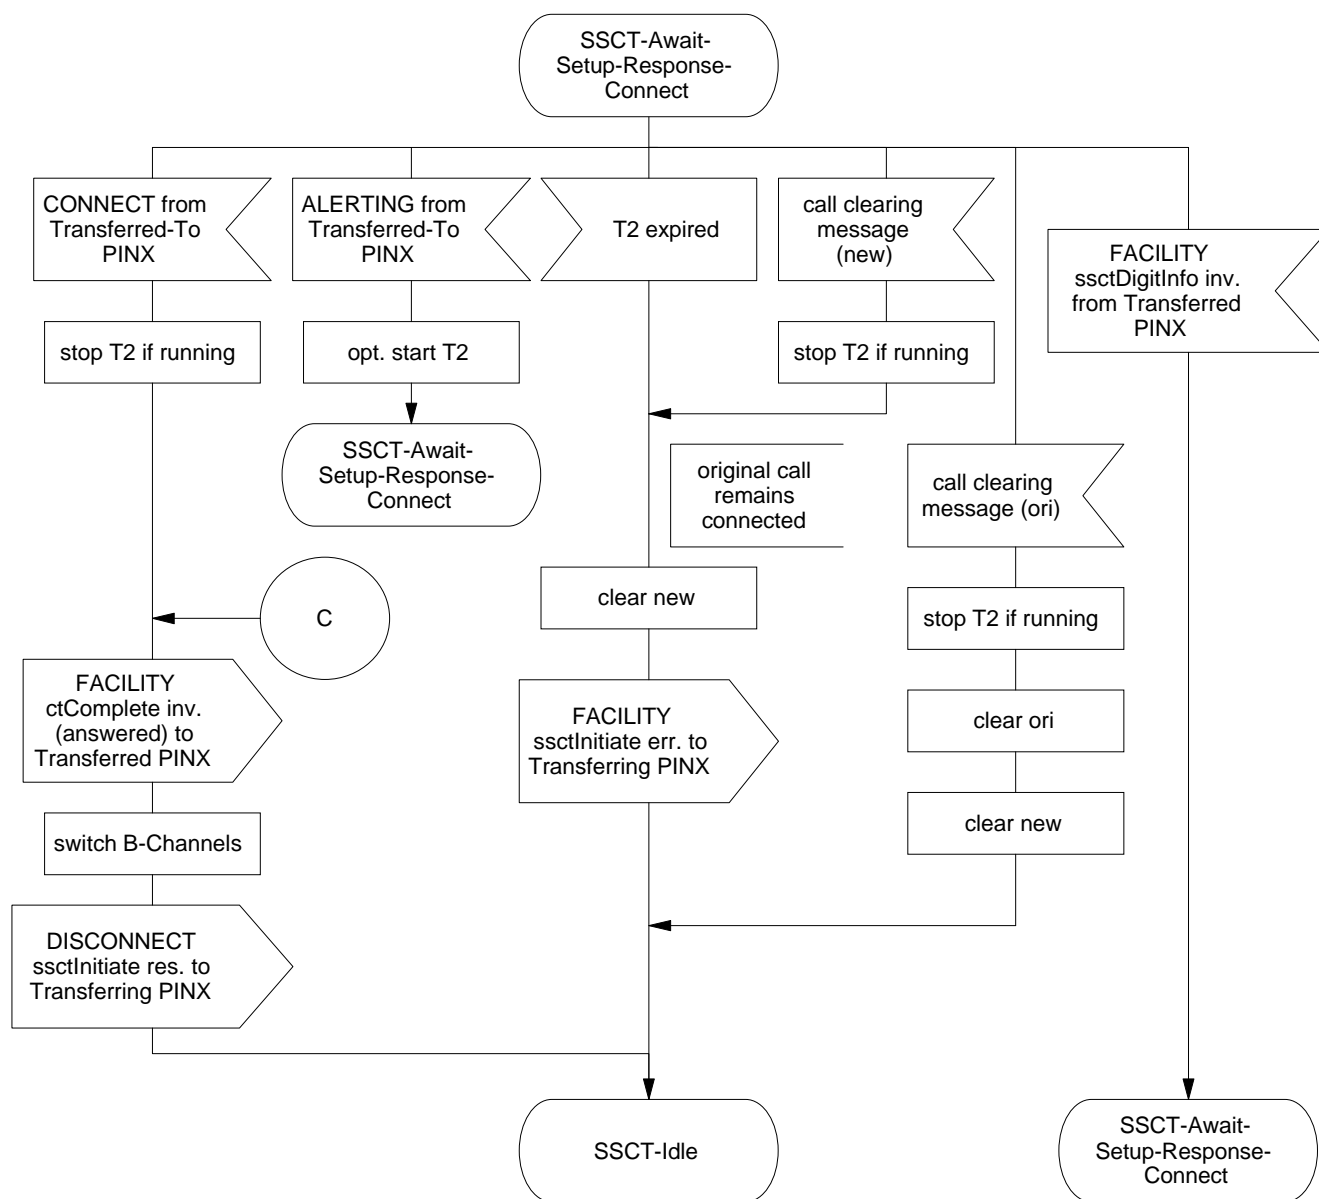 SSCT-Await-
Setup-Response-
Connect
CONNECT from
Transferred-To
PINX
ALERTING from
Transferred-To
PINX
T2 expired
call clearing
message
(new)
FACILITY
ssctDigitInfo inv.
from Transferred
PINX
stop T2 if running
opt. start T2
stop T2 if running
SSCT-Await-
Setup-Response-
Connect
original call
remains
connected
call clearing
message (ori)
C
clear new
stop T2 if running
FACILITY
ctComplete inv.
(answered) to
Transferred PINX
FACILITY
ssctInitiate err. to
Transferring PINX
clear ori
switch B-Channels
clear new
DISCONNECT
ssctInitiate res. to
Transferring PINX
SSCT-Idle
SSCT-Await-
Setup-Response-
Connect